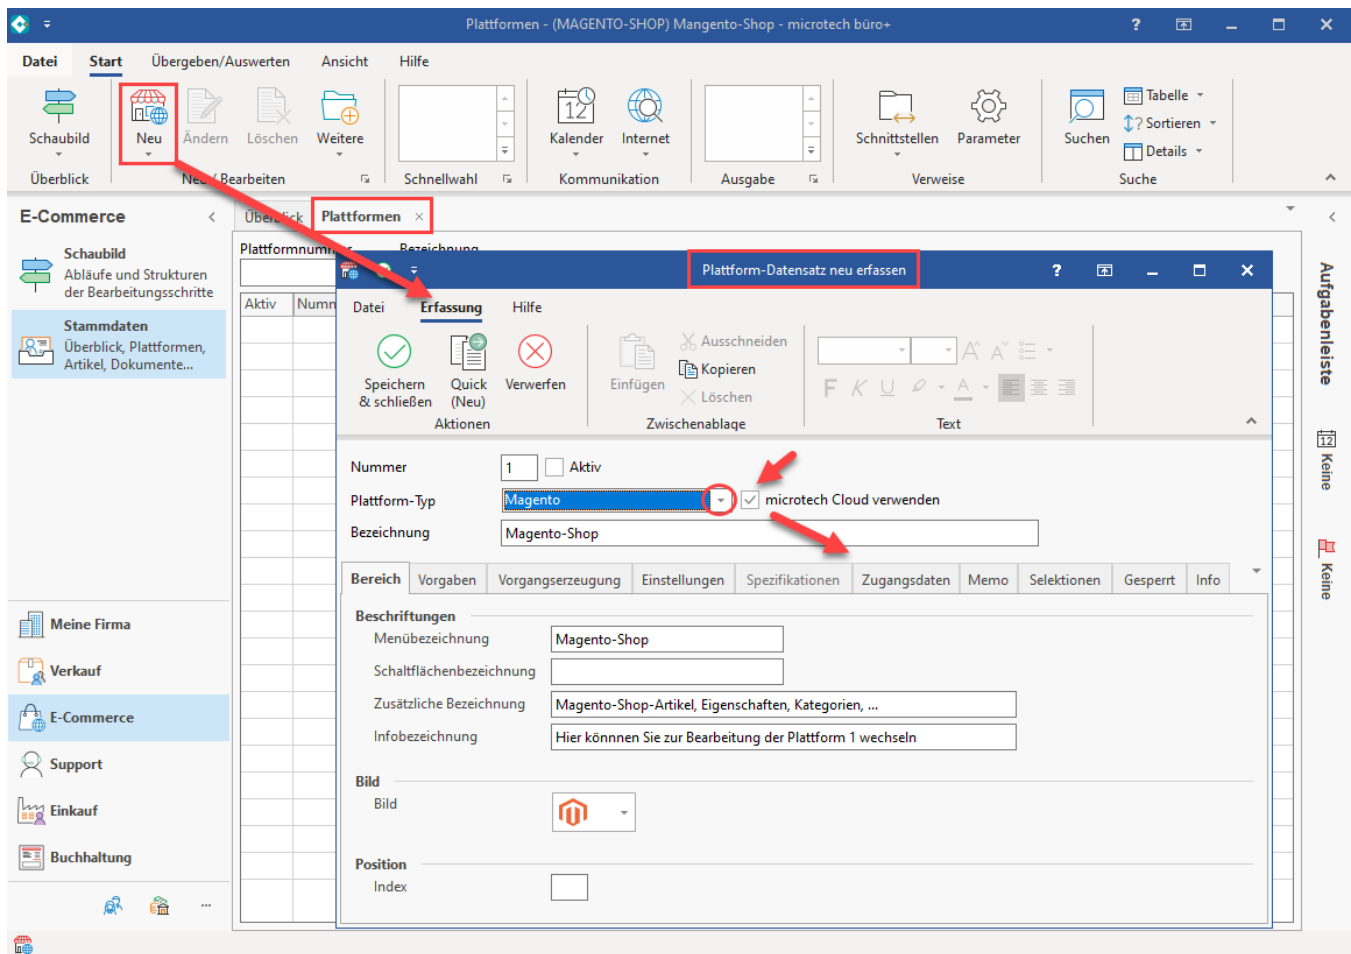 Plattformen - (MAGENTO-SHOP) Mangento-Shop - microtech büro+
Datei Start Übergeben/Auswerten Ansicht Hilfe
Schaubild
Neu
Ändern
Löschen
Weitere
12
Kalender
Internet
Schnittstellen
Parameter
Suchen
Tabelle
Sortieren
Details
Überblick
Neu / Bearbeiten
Schnellwahl
Kommunikation
Ausgabe
Verweise
Suche
E-Commerce
Überblick
Plattformen
Schaubild
Abläufe und Strukturen
der Bearbeitungsschritte
Stammdaten
Überblick, Plattformen,
Artikel, Dokumente...
Meine Firma
Verkauf
E-Commerce
Support
Einkauf
Buchhaltung
...
Plattformnummer
Bezeichnung
Aktiv
Numm
Plattform-Datensatz neu erfassen
Datei Erfassung Hilfe
Speichern
& schließen
Quick
(Neu)
Verwerfen
Einfügen
Ausschneiden
Kopieren
Löschen
F K U A
Aktionen
Zwischenablage
Text
Nummer 1 Aktiv
Plattform-Typ Magento microtech Cloud verwenden
Bezeichnung Magento-Shop
Bereich Vorgaben Vorgangserzeugung Einstellungen Spezifikationen Zugangsdaten Memo Selektionen Gesperrt Info
Beschriftungen
Menübezeichnung Magento-Shop
Schaltflächenbezeichnung
Zusätzliche Bezeichnung Magento-Shop-Artikel, Eigenschaften, Kategorien, ...
Infobezeichnung Hier könnnen Sie zur Bearbeitung der Plattform 1 wechseln
Bild
Bild
Position
Index
Aufgabenleiste
12
Keine
Keine